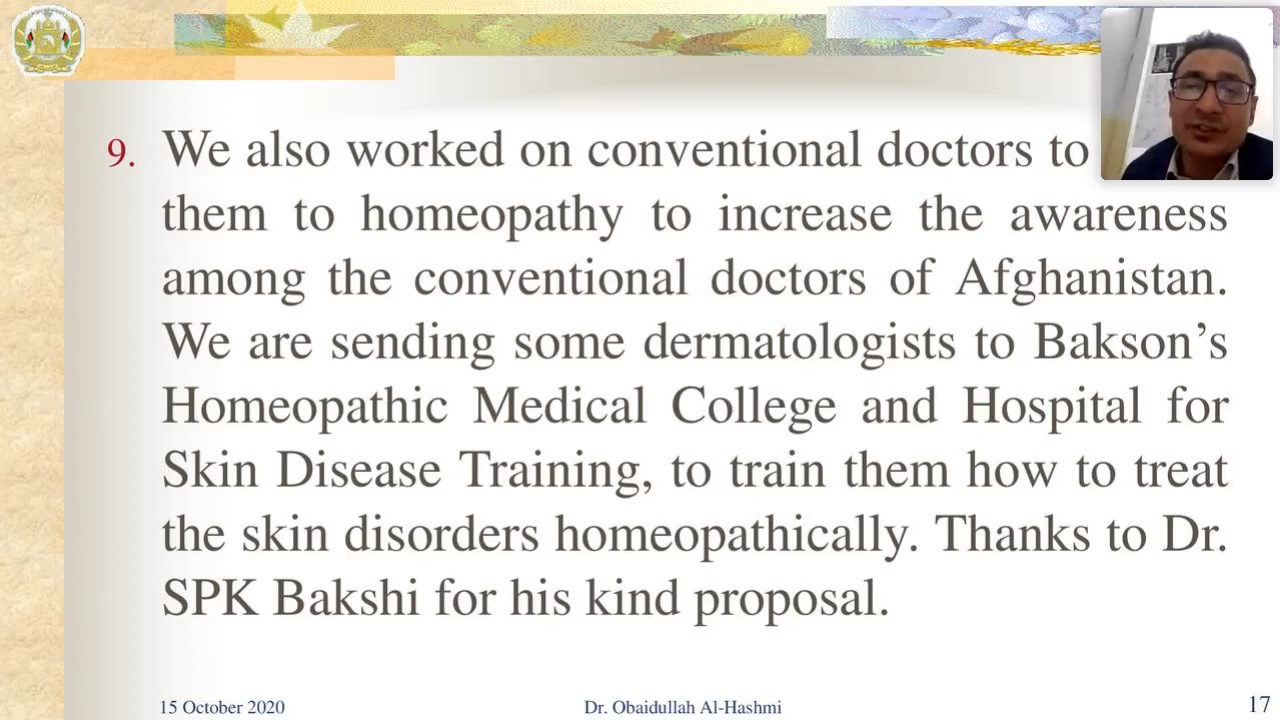 9. We also worked on conventional doctors to
them to homeopathy to increase the awareness
among the conventional doctors of Afghanistan.
We are sending some dermatologists to Bakson’s
Homeopathic Medical College and Hospital for
Skin Disease Training, to train them how to treat
the skin disorders homeopathically. Thanks to Dr.
SPK Bakshi for his kind proposal.
15 October 2020
Dr. Obaidullah Al-Hashmi
17